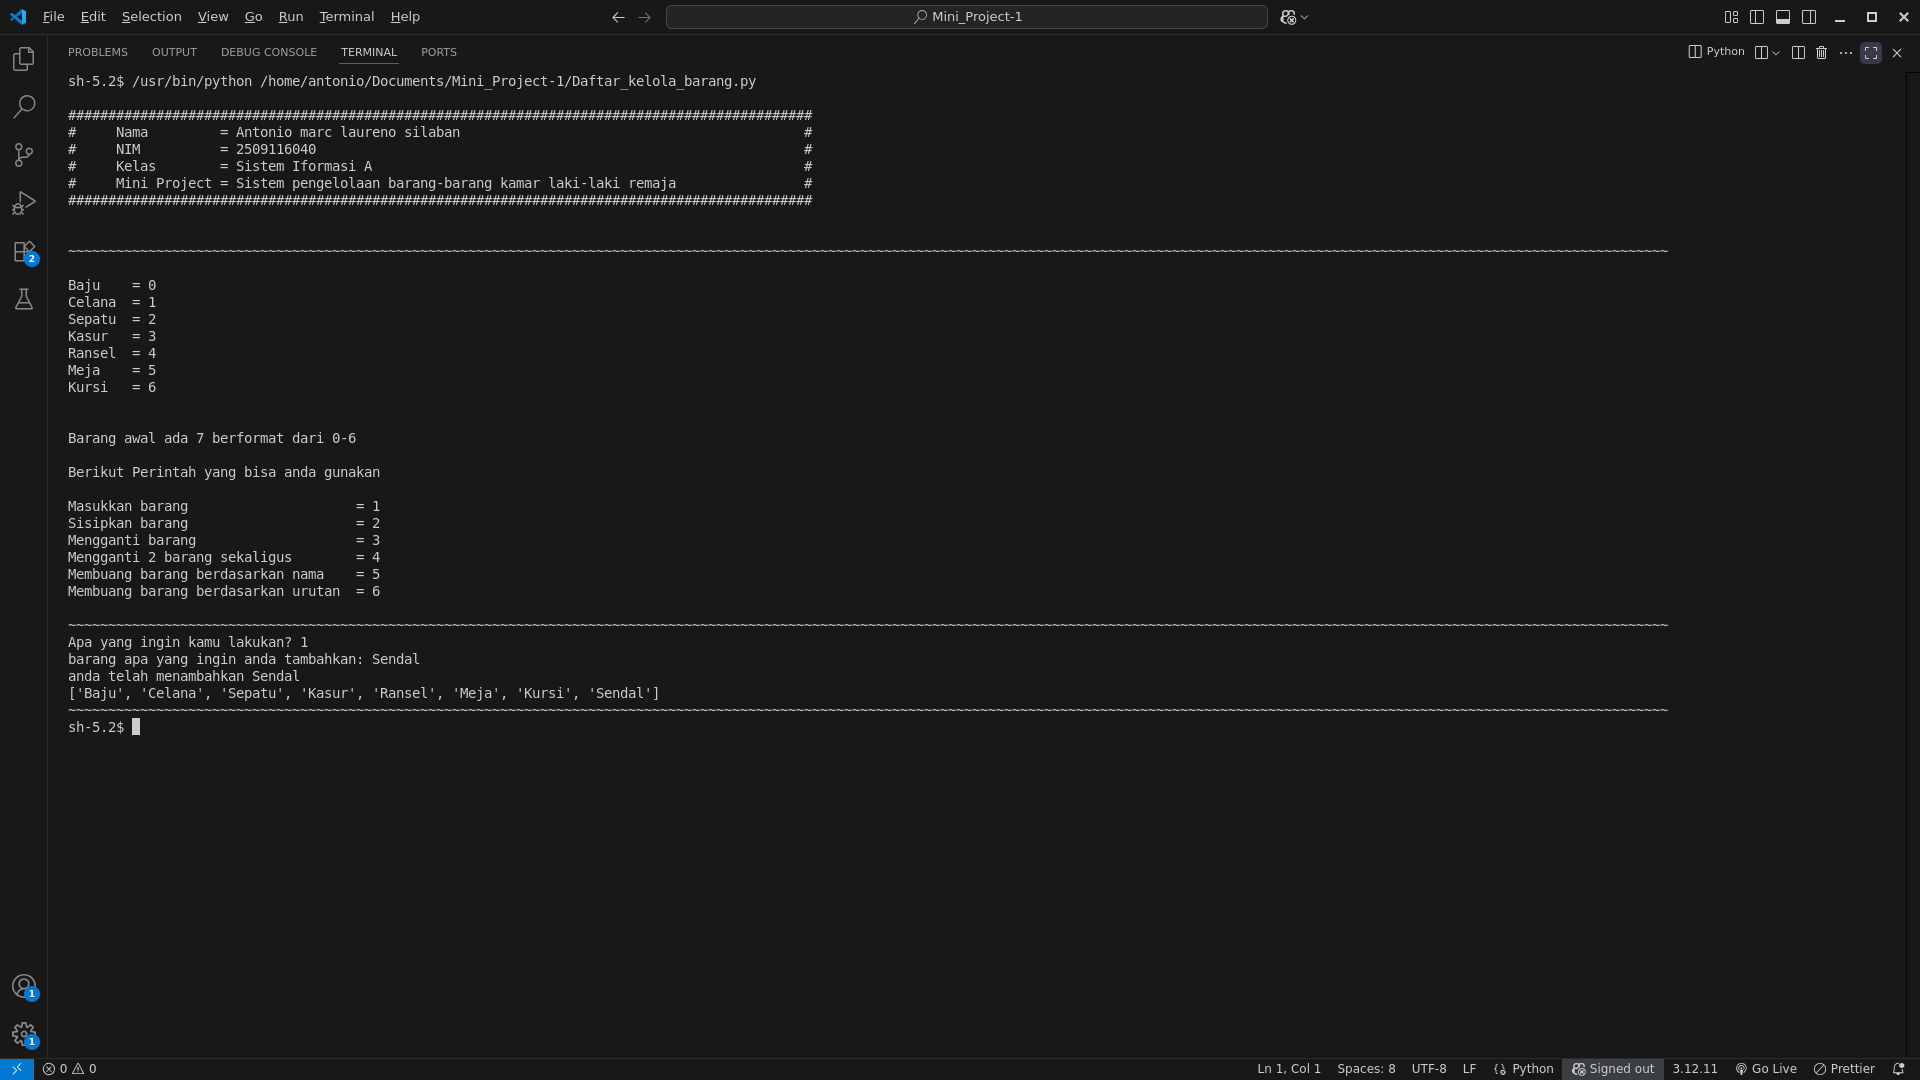 File Edit Selection View Go Run Terminal Help Mini_Project-1
PROBLEMS OUTPUT DEBUG CONSOLE TERMINAL PORTS Python
sh-5.2$ /usr/bin/python /home/antonio/Documents/Mini_Project-1/Daftar_kelola_barang.py
#############################################################################################
#     Nama         = Antonio marc laureno silaban                                           #
#     NIM          = 2509116040                                                             #
#     Kelas        = Sistem Iformasi A                                                      #
#     Mini Project = Sistem pengelolaan barang-barang kamar laki-laki remaja                #
#############################################################################################
~~~~~~~~~~~~~~~~~~~~~~~~~~~~~~~~~~~~~~~~~~~~~~~~~~~~~~~~~~~~~~~~~~~~~~~~~~~~~~~~~~~~~~~~~~~~~~~~~~~~~~~~~~~~~~~~~~~~~~~~~~~~~~~~~~~~~~~~~~~~~~~~~~~~~~~~~~~~~~~~~~~~~~~~~~~~~~~~~~~~~~~~~~~~~~~~~~~~
Baju    = 0
Celana  = 1
Sepatu  = 2
Kasur   = 3
Ransel  = 4
Meja    = 5
Kursi   = 6
Barang awal ada 7 berformat dari 0-6
Berikut Perintah yang bisa anda gunakan
Masukkan barang                     = 1
Sisipkan barang                     = 2
Mengganti barang                    = 3
Mengganti 2 barang sekaligus        = 4
Membuang barang berdasarkan nama    = 5
Membuang barang berdasarkan urutan  = 6
~~~~~~~~~~~~~~~~~~~~~~~~~~~~~~~~~~~~~~~~~~~~~~~~~~~~~~~~~~~~~~~~~~~~~~~~~~~~~~~~~~~~~~~~~~~~~~~~~~~~~~~~~~~~~~~~~~~~~~~~~~~~~~~~~~~~~~~~~~~~~~~~~~~~~~~~~~~~~~~~~~~~~~~~~~~~~~~~~~~~~~~~~~~~~~~~~~~~
Apa yang ingin kamu lakukan? 1
barang apa yang ingin anda tambahkan: Sendal
anda telah menambahkan Sendal
['Baju', 'Celana', 'Sepatu', 'Kasur', 'Ransel', 'Meja', 'Kursi', 'Sendal']
~~~~~~~~~~~~~~~~~~~~~~~~~~~~~~~~~~~~~~~~~~~~~~~~~~~~~~~~~~~~~~~~~~~~~~~~~~~~~~~~~~~~~~~~~~~~~~~~~~~~~~~~~~~~~~~~~~~~~~~~~~~~~~~~~~~~~~~~~~~~~~~~~~~~~~~~~~~~~~~~~~~~~~~~~~~~~~~~~~~~~~~~~~~~~~~~~~~~
sh-5.2$
2
1
1
0 0 Ln 1, Col 1 Spaces: 8 UTF-8 LF {} Python Signed out 3.12.11 Go Live Prettier